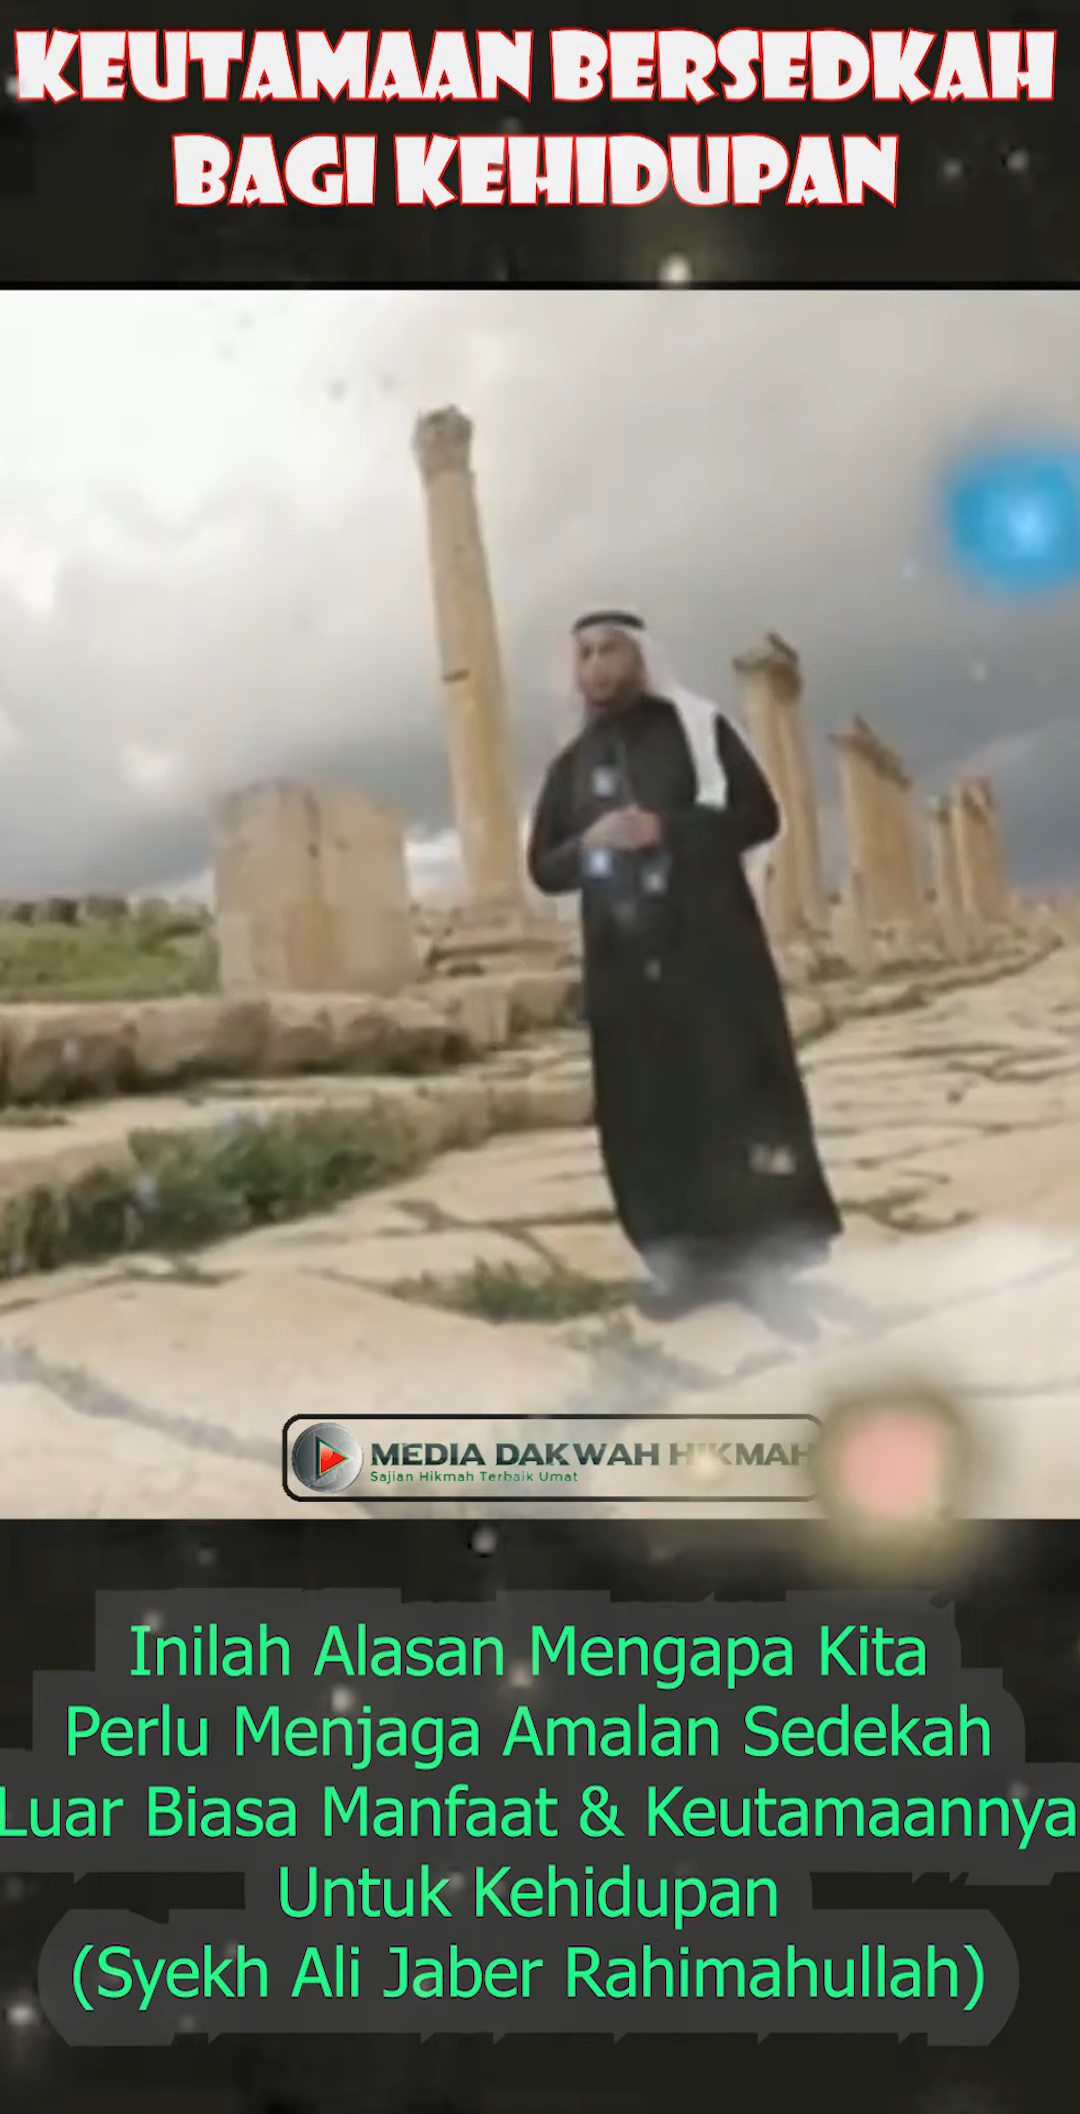 KEUTAMAAN BERSEDKAH
BAGI KEHIDUPAN
MEDIA DAKWAH HIKMAH
Sajian Hikmah Terbaik Umat
Inilah Alasan Mengapa Kita
Perlu Menjaga Amalan Sedekah
Luar Biasa Manfaat & Keutamaannya
Untuk Kehidupan
(Syekh Ali Jaber Rahimahullah)